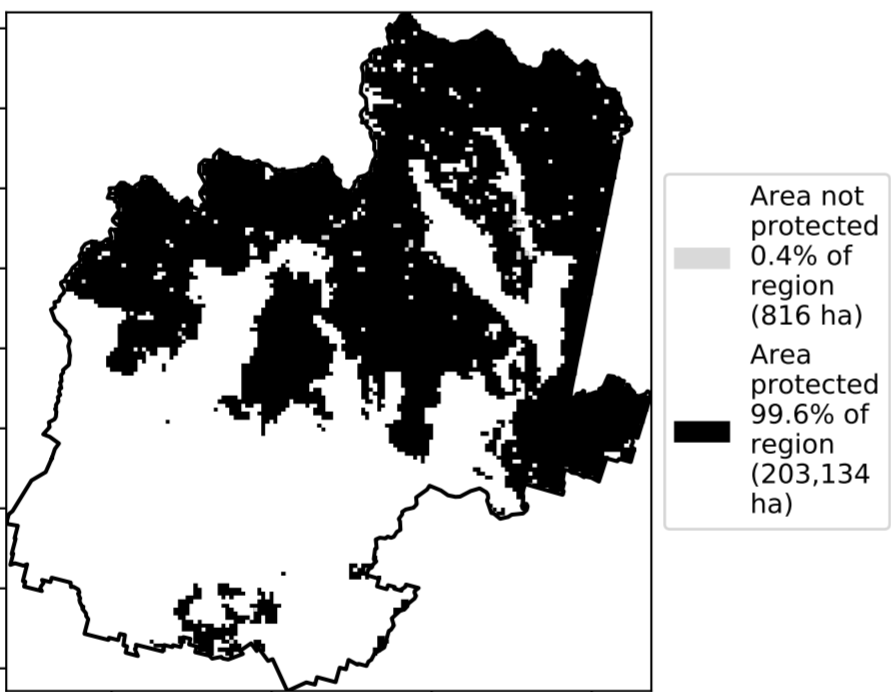 Area not
protected
0.4% of
region
(816 ha)
Area
protected
99.6% of
region
(203,134
ha)